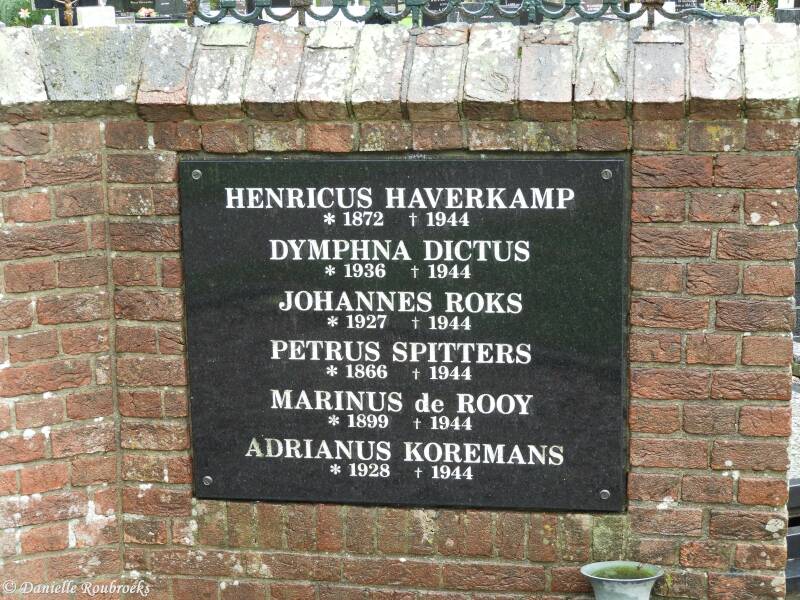 HENRICUS HAVERKAMP
* 1872 † 1944
DYMPHNA DICTUS
* 1936 † 1944
JOHANNES ROKS
* 1927 † 1944
PETRUS SPITTERS
* 1866 † 1944
MARINUS de ROOY
* 1899 † 1944
ADRIANUS KOREMANS
* 1928 † 1944
© Danielle Roubroeks